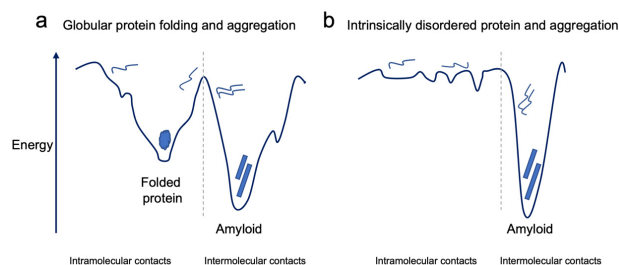 a Globular protein folding and aggregation
b Intrinsically disordered protein and aggregation
Energy
Folded
protein
Amyloid
Amyloid
Intramolecular contacts
Intermolecular contacts
Intramolecular contacts
Intermolecular contacts